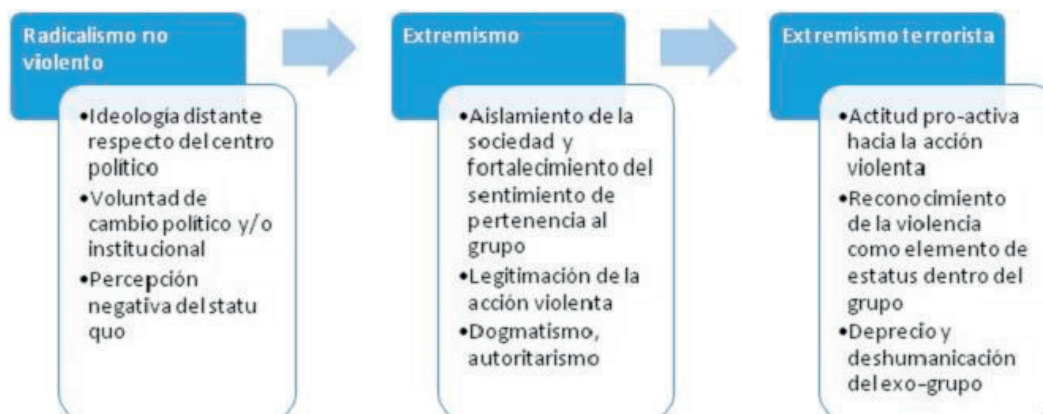 Radicalismo no
violento
•Ideología distante
respecto del centro
político
•Voluntad de
cambio político y/o
institucional
•Percepción
negativa del statu
quo
Extremismo
•Aislamiento de la
sociedad y
fortalecimiento del
sentimiento de
pertenencia al
grupo
•Legitimación de la
acción violenta
•Dogmatismo,
autoritarismo
Extremismo terrorista
•Actitud pro-activa
hacia la acción
violenta
•Reconocimiento
de la violencia
como elemento de
estatus dentro del
grupo
•Deprecio y
deshumanicación
del exo-grupo